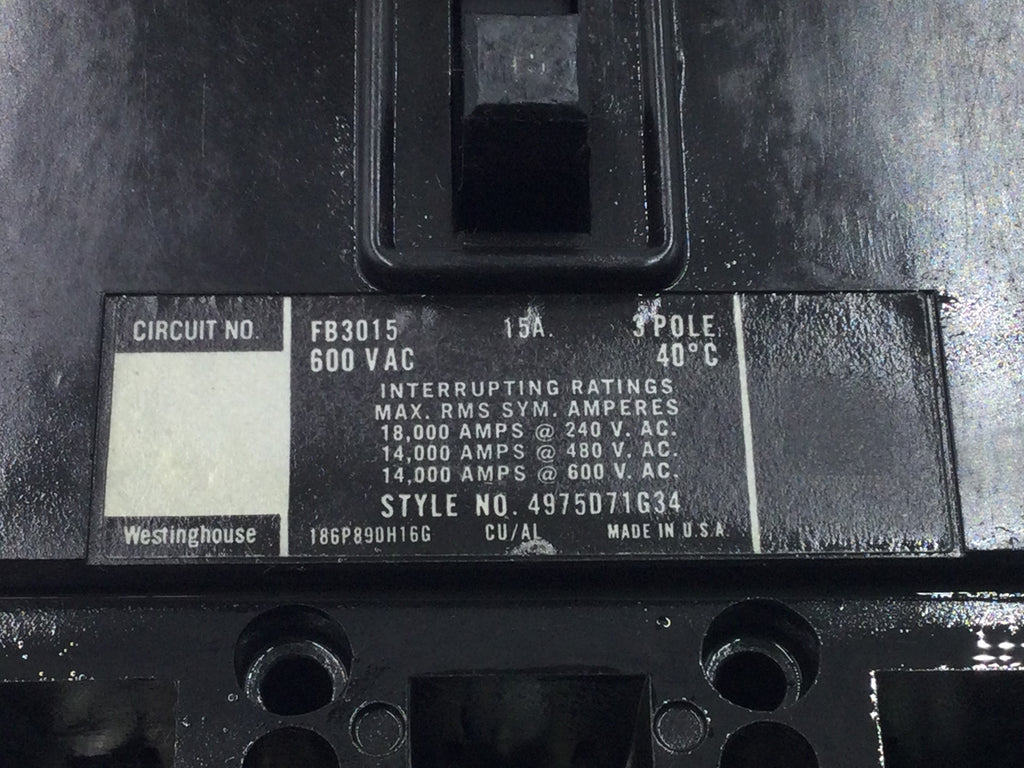 CIRCUIT NO.
FB3015 15A. 3 POLE
600 VAC 40°C
INTERRUPTING RATINGS
MAX. RMS SYM. AMPERES
18,000 AMPS @ 240 V. AC.
14,000 AMPS @ 480 V. AC.
14,000 AMPS @ 600 V. AC.
STYLE NO. 4975D71G34
Westinghouse 186P890H16G CU/AL MADE IN U.S.A.